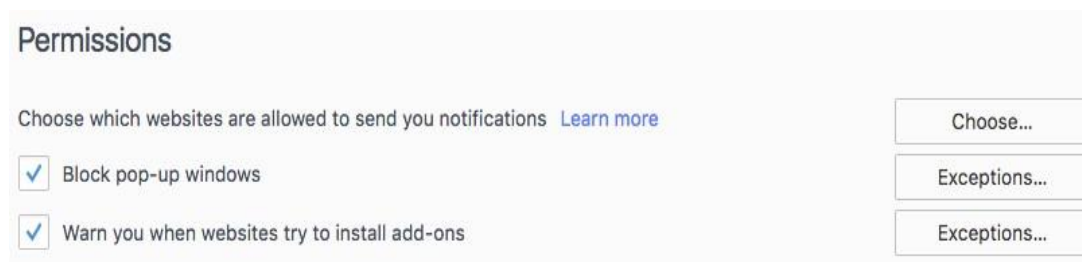 Permissions
Choose which websites are allowed to send you notifications Learn more Choose...
Block pop-up windows Exceptions...
Warn you when websites try to install add-ons Exceptions...